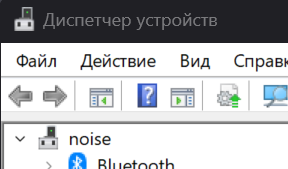 Диспетчер устройств
Файл Действие Вид Справк
noise
Bluetooth